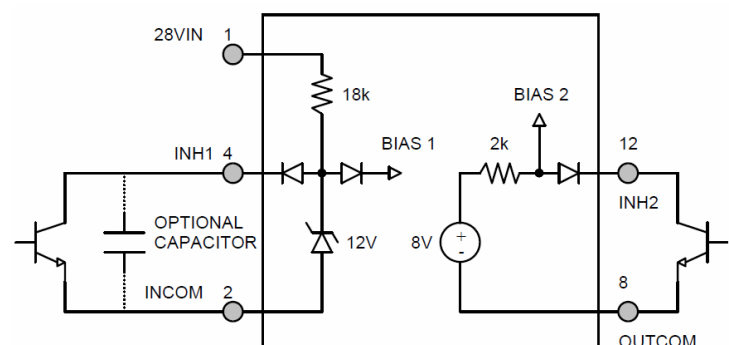 28VIN 1
18k
BIAS 2
INH1 4
BIAS 1
2k
12
INH2
OPTIONAL
CAPACITOR
12V
8V
+
-
INCOM 2
8
OUTCOM